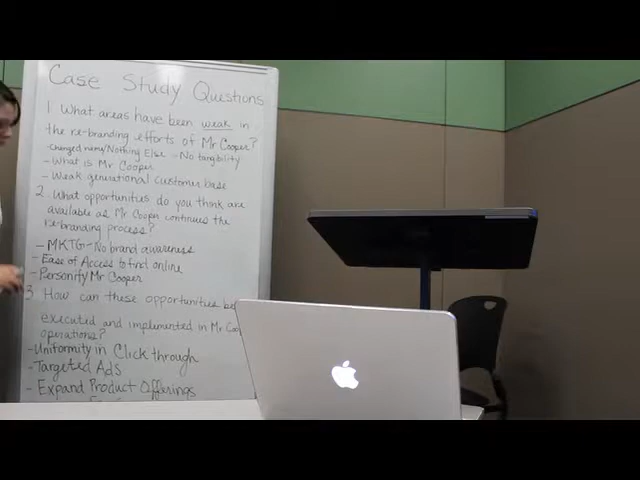 Case Study Questions
1 What areas have been weak in
the re-branding efforts of Mr Cooper?
-changed name/Nothing Else -No tangibility
-What is Mr Cooper
-Weak generational customer base
2 What opportunities do you think are
available as Mr Cooper continues the
re-branding process?
-MKTG-No brand awareness
-Ease of Access to find online
-Personify Mr Cooper
3 How can these opportunities be
executed and implemented in Mr Coo
operations?
-Uniformity in Click through
-Targeted Ads
-Expand Product Offerings